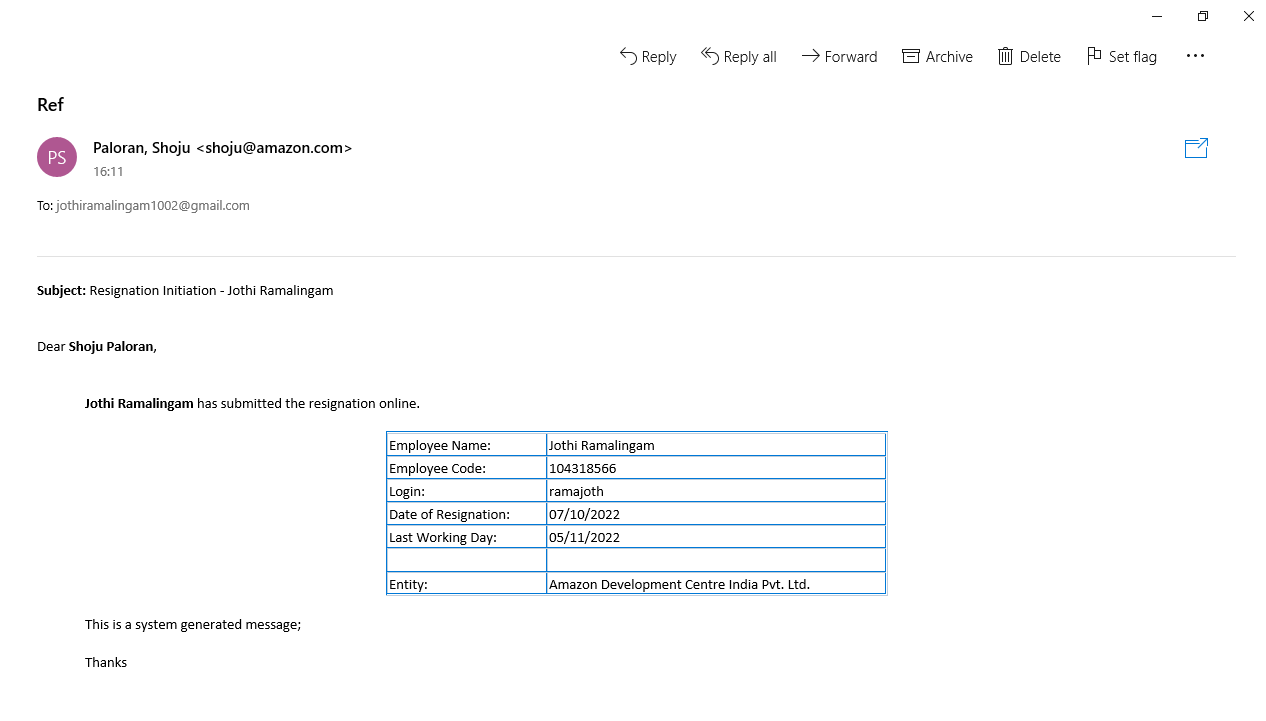 Reply Reply all Forward Archive Delete Set flag
Ref
PS
Paloran, Shoju <shoju@amazon.com>
16:11
To: jothiramalingam1002@gmail.com
Subject: Resignation Initiation - Jothi Ramalingam
Dear Shoju Paloran,
Jothi Ramalingam has submitted the resignation online.
Employee Name: Jothi Ramalingam
Employee Code: 104318566
Login: ramajoth
Date of Resignation: 07/10/2022
Last Working Day: 05/11/2022
Entity: Amazon Development Centre India Pvt. Ltd.
This is a system generated message;
Thanks